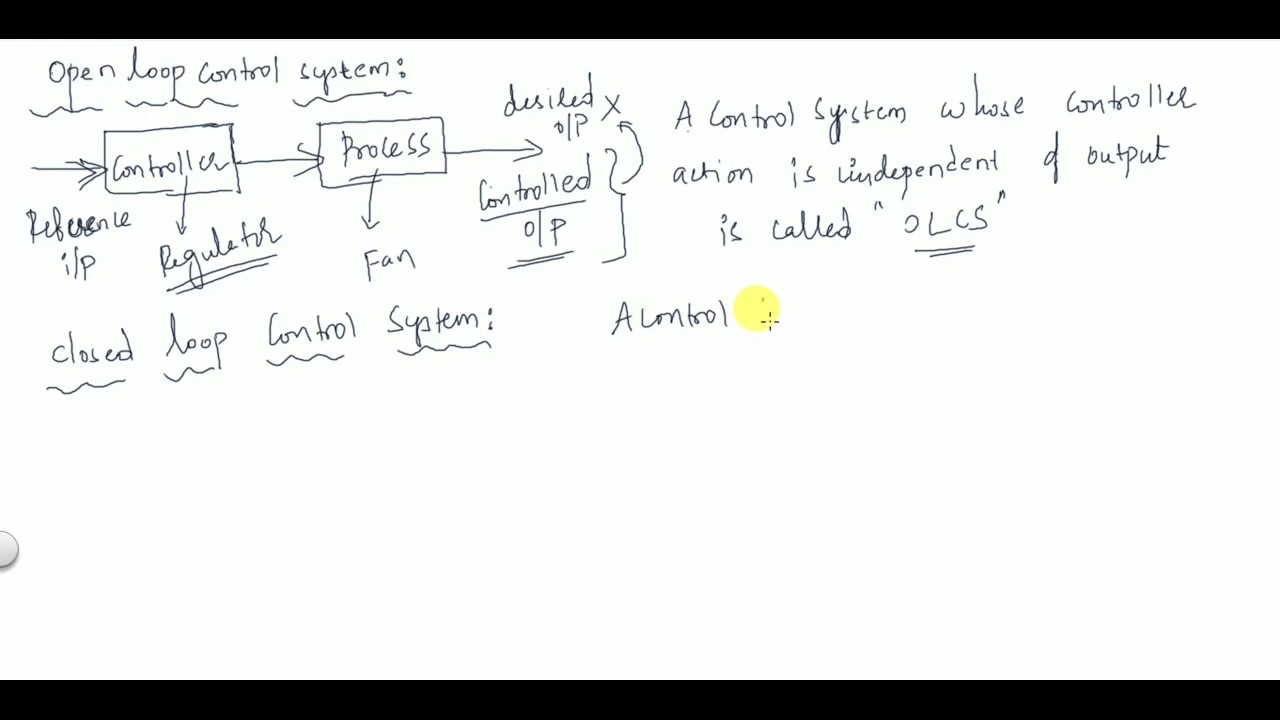 Open loop control system:
Controller
Process
desired X
o/p
Controlled
o/p
Reference
i/p
Regulator
Fan
A Control System whose controller
action is independent of output
is called "OLCS"
closed loop Control System:
A Control